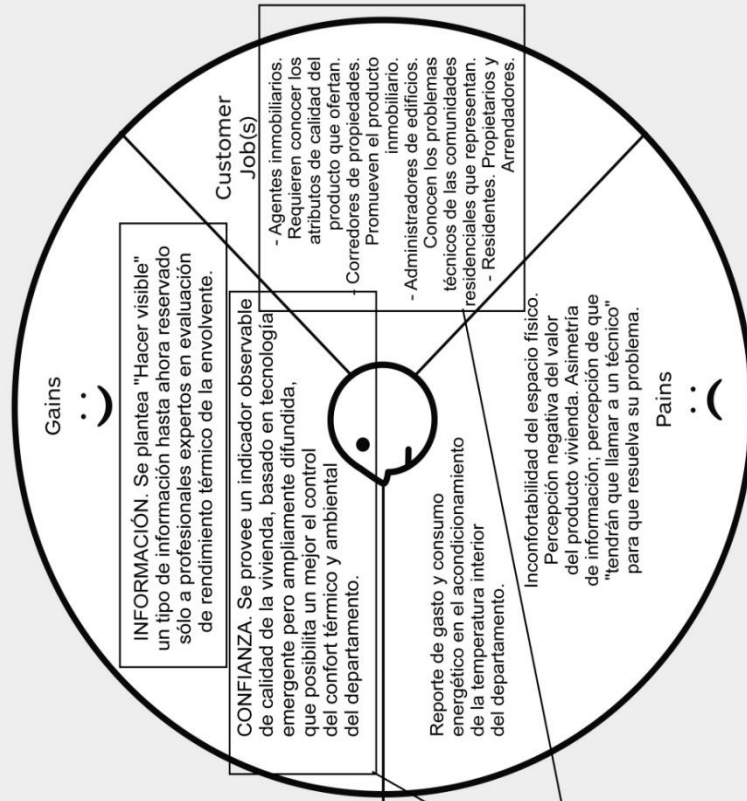 Gains
INFORMACIÓN. Se plantea "Hacer visible"
un tipo de información hasta ahora reservado
sólo a profesionales expertos en evaluación
de rendimiento térmico de la envolvente.
CONFIANZA. Se provee un indicador observable
de calidad de la vivienda, basado en tecnología
emergente pero ampliamente difundida,
que posibilita un mejor el control
del confort térmico y ambiental
del departamento.
Customer
Job(s)
- Agentes inmobiliarios.
Requieren conocer los
atributos de calidad del
producto que ofertan.
- Corredores de propiedades.
Promueven el producto
inmobiliario.
- Administradores de edificios.
Conocen los problemas
técnicos de las comunidades
residenciales que representan.
- Residentes. Propietarios y
Arrendadores.
Reporte de gasto y consumo
energético en el acondicionamiento
de la temperatura interior
del departamento.
Inconfortabilidad del espacio físico.
Percepción negativa del valor
del producto vivienda. Asimetría
de información; percepción de que
"tendrán que llamar a un técnico"
para que resuelva su problema.
Pains